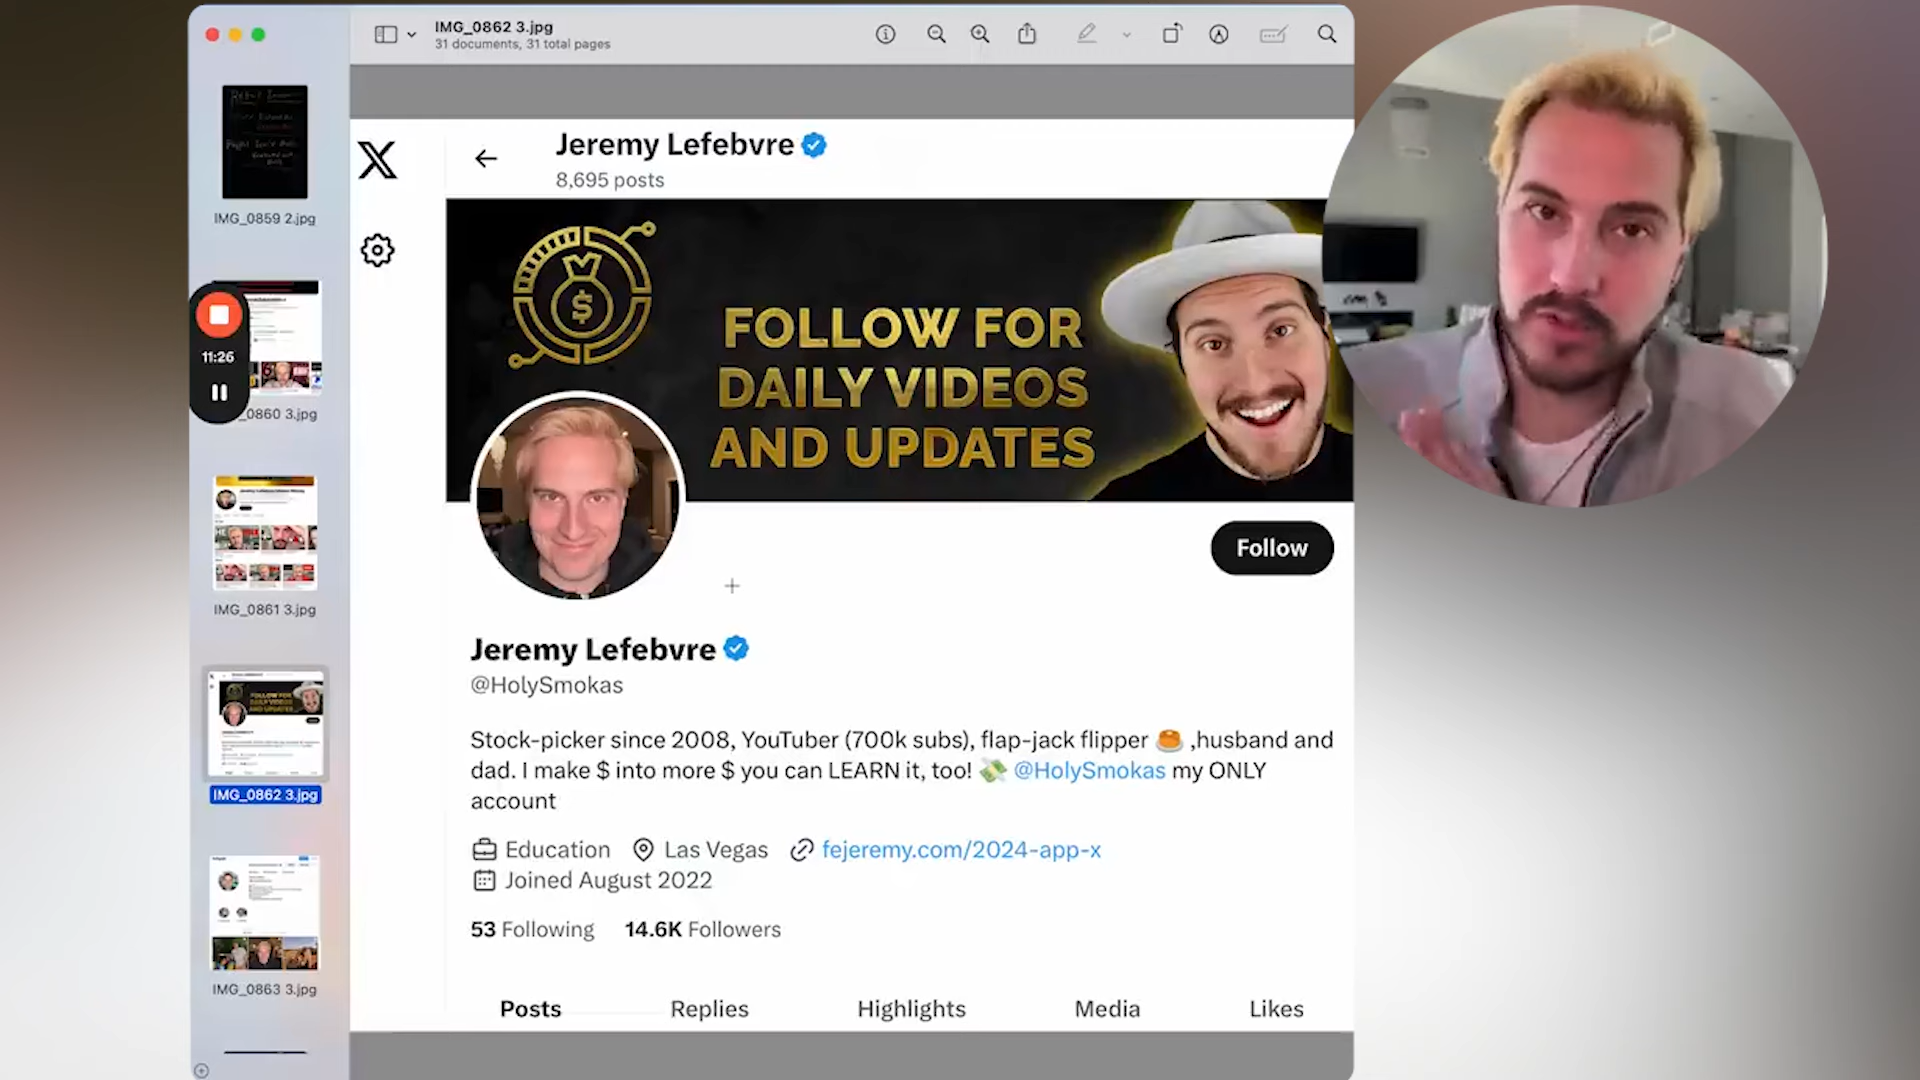 IMG_0862 3.jpg
31 documents, 31 total pages
IMG_0859 2.jpg
11:26
_0860 3.jpg
IMG_0861 3.jpg
IMG_0862 3.jpg
IMG_0863 3.jpg
Jeremy Lefebvre
8,695 posts
$
FOLLOW FOR
DAILY VIDEOS
AND UPDATES
Follow
Jeremy Lefebvre
@HolySmokas
Stock-picker since 2008, YouTuber (700k subs), flap-jack flipper 🥞 ,husband and
dad. I make $ into more $ you can LEARN it, too! 💸 @HolySmokas my ONLY
account
Education Las Vegas fejeremy.com/2024-app-x
Joined August 2022
53 Following 14.6K Followers
Posts Replies Highlights Media Likes